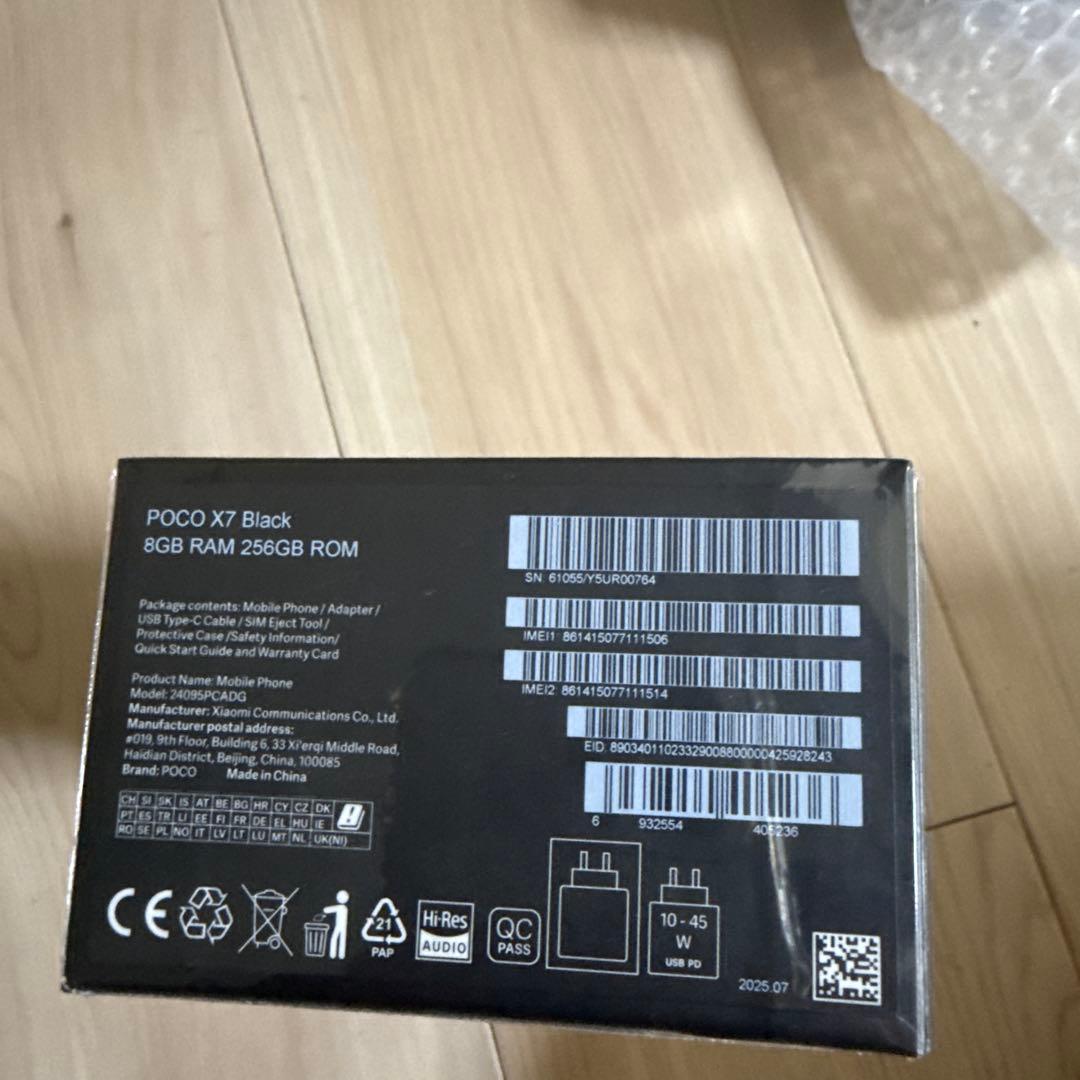 POCO X7 Black
8GB RAM 256GB ROM
Package contents: Mobile Phone / Adapter /
USB Type-C Cable / SIM Eject Tool /
Protective Case /Safety Information/
Quick Start Guide and Warranty Card
Product Name: Mobile Phone
Model: 24095PCADG
Manufacturer: Xiaomi Communications Co., Ltd.
Manufacturer postal address:
#019, 9th Floor, Building 6, 33 Xi'erqi Middle Road,
Haidian District, Beijing, China, 100085
Brand: POCO Made in China
CH SI SK IS AT BE BG HR CY CZ DK
PT ES TR LI EE FI FR DE EL HU IE
RO SE PL NO IT LV LT LU MT NL UK(NI)
SN: 61055/Y5UR00764
IMEI1: 861415077111506
IMEI2: 861415077111514
EID: 89034011023329008800000425928243
6 932554 405236
CE
21
PAP
Hi-Res
AUDIO
QC
PASS
10 - 45
W
USB PD
2025.07